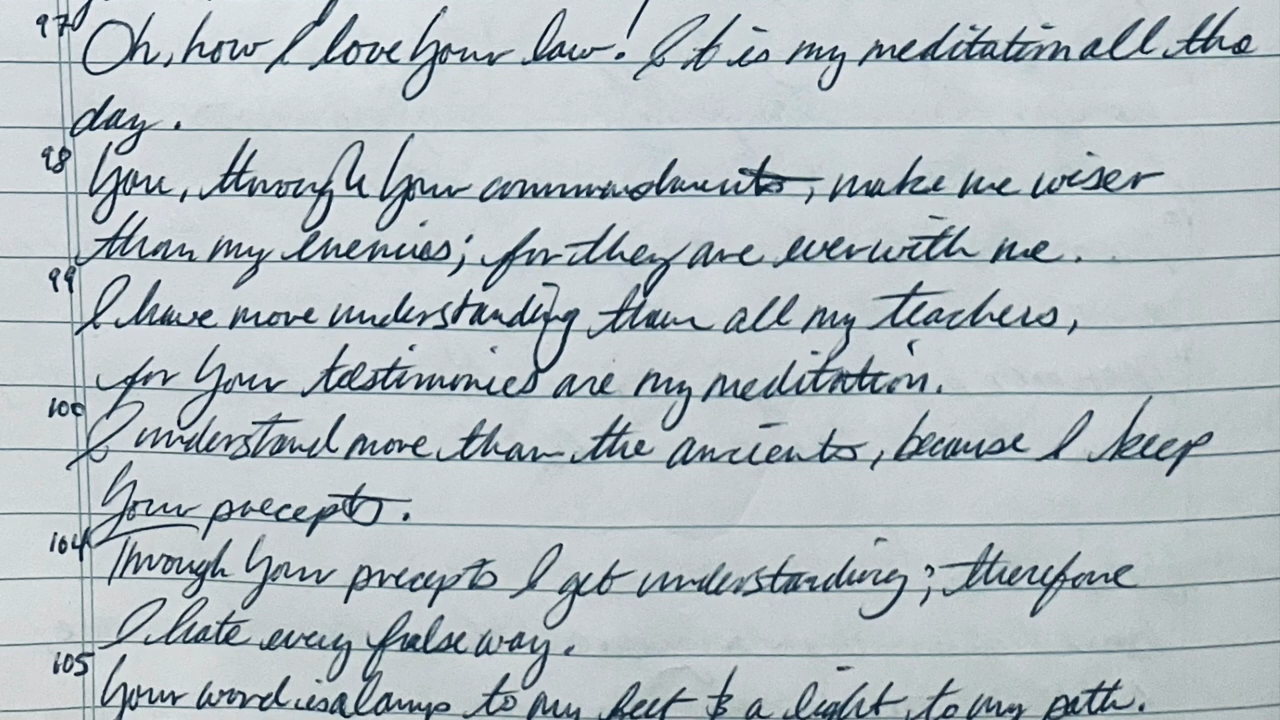 97 Oh, how I love Your law! It is my meditation all the
day.
98 You, through Your commandments, make me wiser
than my enemies; for they are ever with me.
99 I have more understanding than all my teachers,
for Your testimonies are my meditation.
100 I understand more than the ancients, because I keep
Your precepts.
104 Through Your precepts I get understanding; therefore
I hate every false way.
105 Your word is a lamp to my feet & a light to my path.